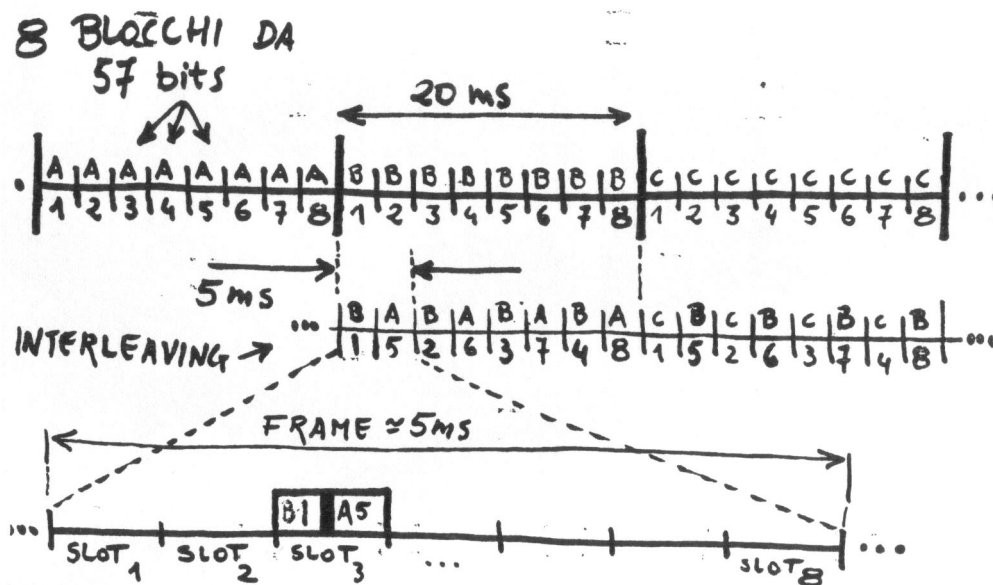 8 BLOCCHI DA
57 bits
20 ms
A A A A A A A A B B B B B B B B C C C C C C C C
1 2 3 4 5 6 7 8 1 2 3 4 5 6 7 8 1 2 3 4 5 6 7 8 ...
5 ms
... B A B A B A B A C B C B C B C B
INTERLEAVING → 1 5 2 6 3 7 4 8 1 5 2 6 3 7 4 8 ...
FRAME ≃ 5ms
B1 A5
... SLOT 1 SLOT 2 SLOT 3 ... SLOT 8 ...